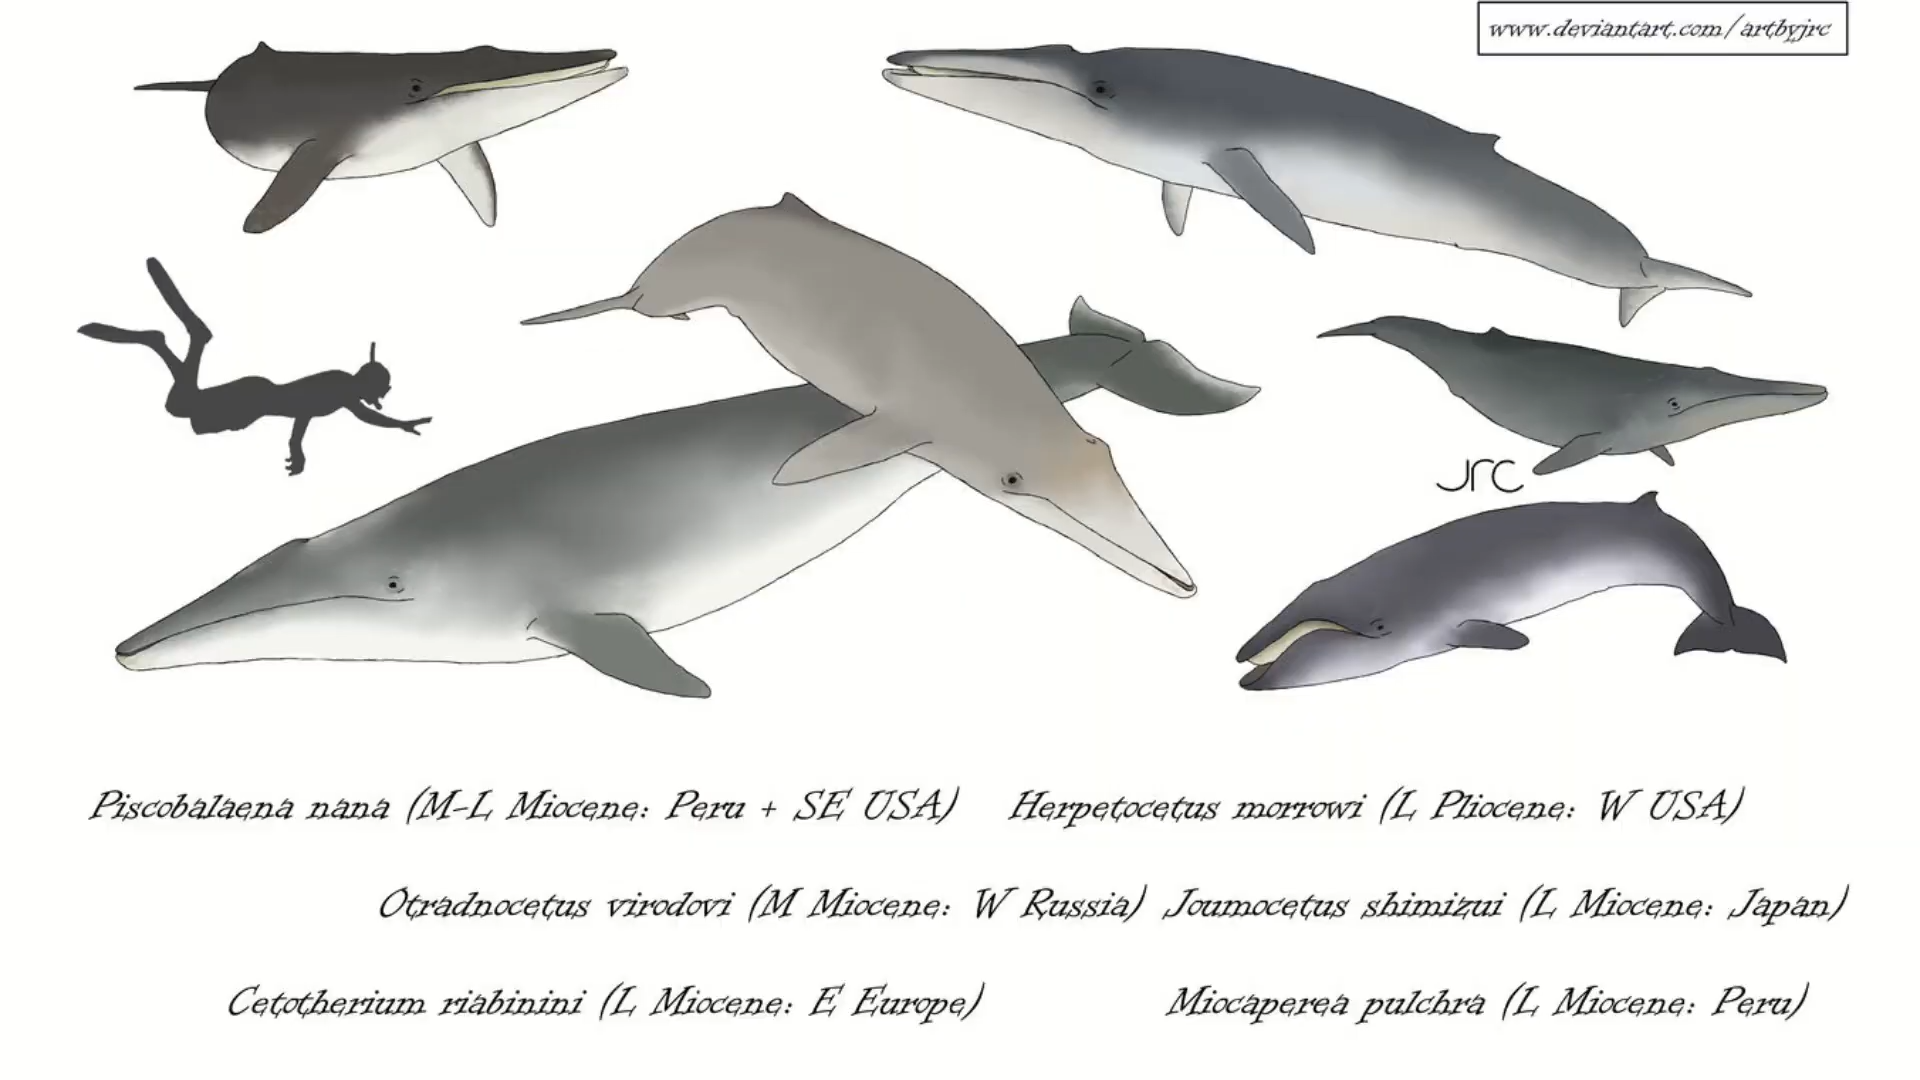 www.deviantart.com/artbyjrc
JrC
Piscobalaena nana (M-L Miocene: Peru + SE USA)
Herpetocetus morrowi (L Pliocene: W USA)
Otradnocetus virodovi (M Miocene: W Russia)
Joumocetus shimizui (L Miocene: Japan)
Cetotherium riabinini (L Miocene: E Europe)
Miocaperea pulchra (L Miocene: Peru)